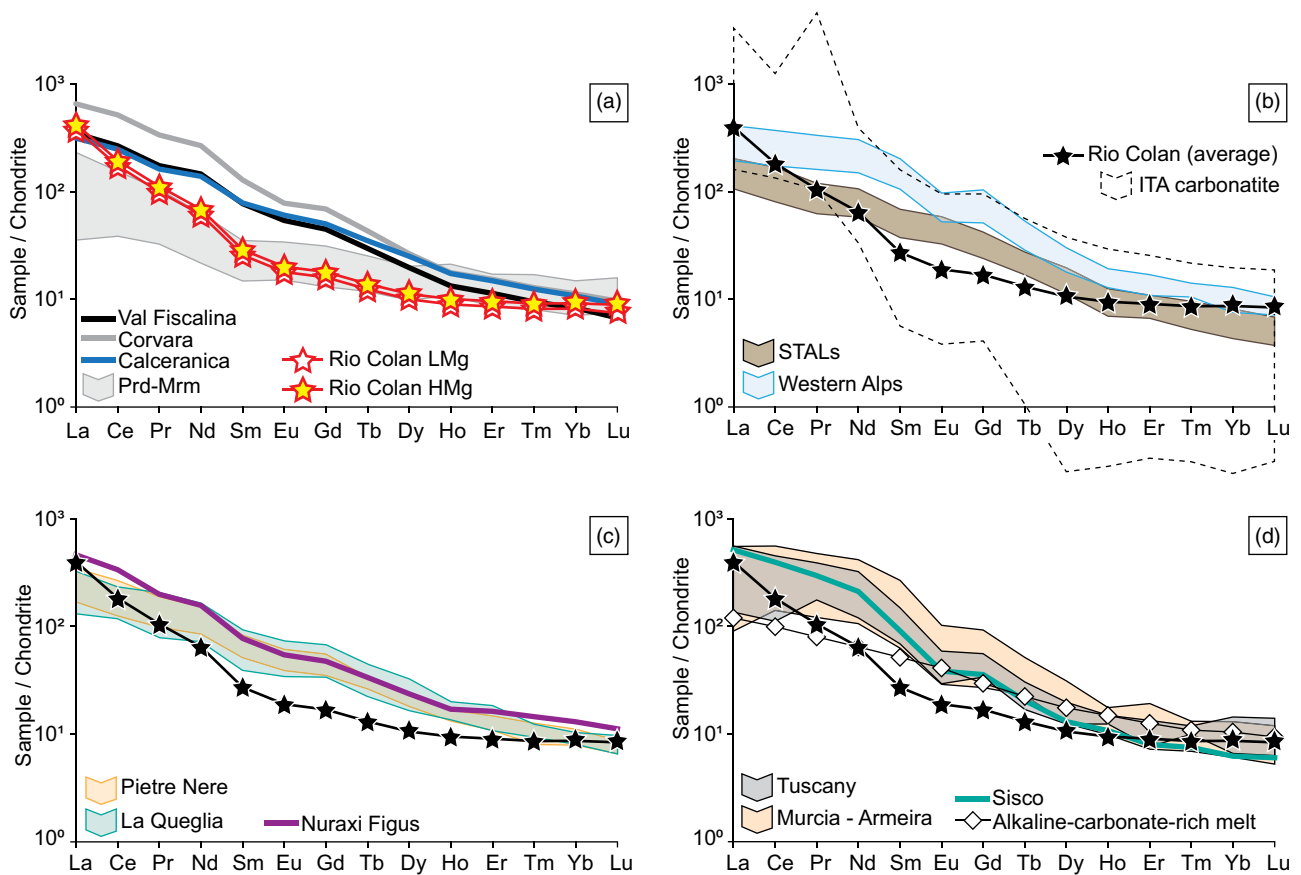 (a)
Sample / Chondrite
10³
10²
10¹
10⁰
Val Fiscalina
Corvara
Calceranica
Prd-Mrm
Rio Colan LMg
Rio Colan HMg
La Ce Pr Nd Sm Eu Gd Tb Dy Ho Er Tm Yb Lu
(b)
Sample / Chondrite
10³
10²
10¹
10⁰
Rio Colan (average)
ITA carbonatite
STALs
Western Alps
La Ce Pr Nd Sm Eu Gd Tb Dy Ho Er Tm Yb Lu
(c)
Sample / Chondrite
10³
10²
10¹
10⁰
Pietre Nere
La Queglia
Nuraxi Figus
La Ce Pr Nd Sm Eu Gd Tb Dy Ho Er Tm Yb Lu
(d)
Sample / Chondrite
10³
10²
10¹
10⁰
Tuscany
Murcia - Armeira
Sisco
Alkaline-carbonate-rich melt
La Ce Pr Nd Sm Eu Gd Tb Dy Ho Er Tm Yb Lu